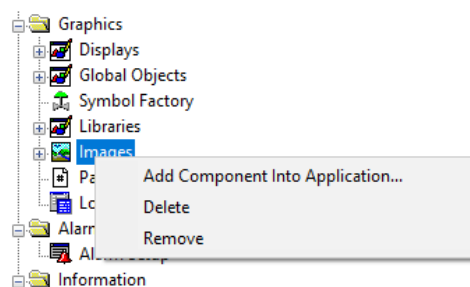 Graphics
Displays
Global Objects
Symbol Factory
Libraries
Images
Add Component Into Application...
Delete
Remove
Information